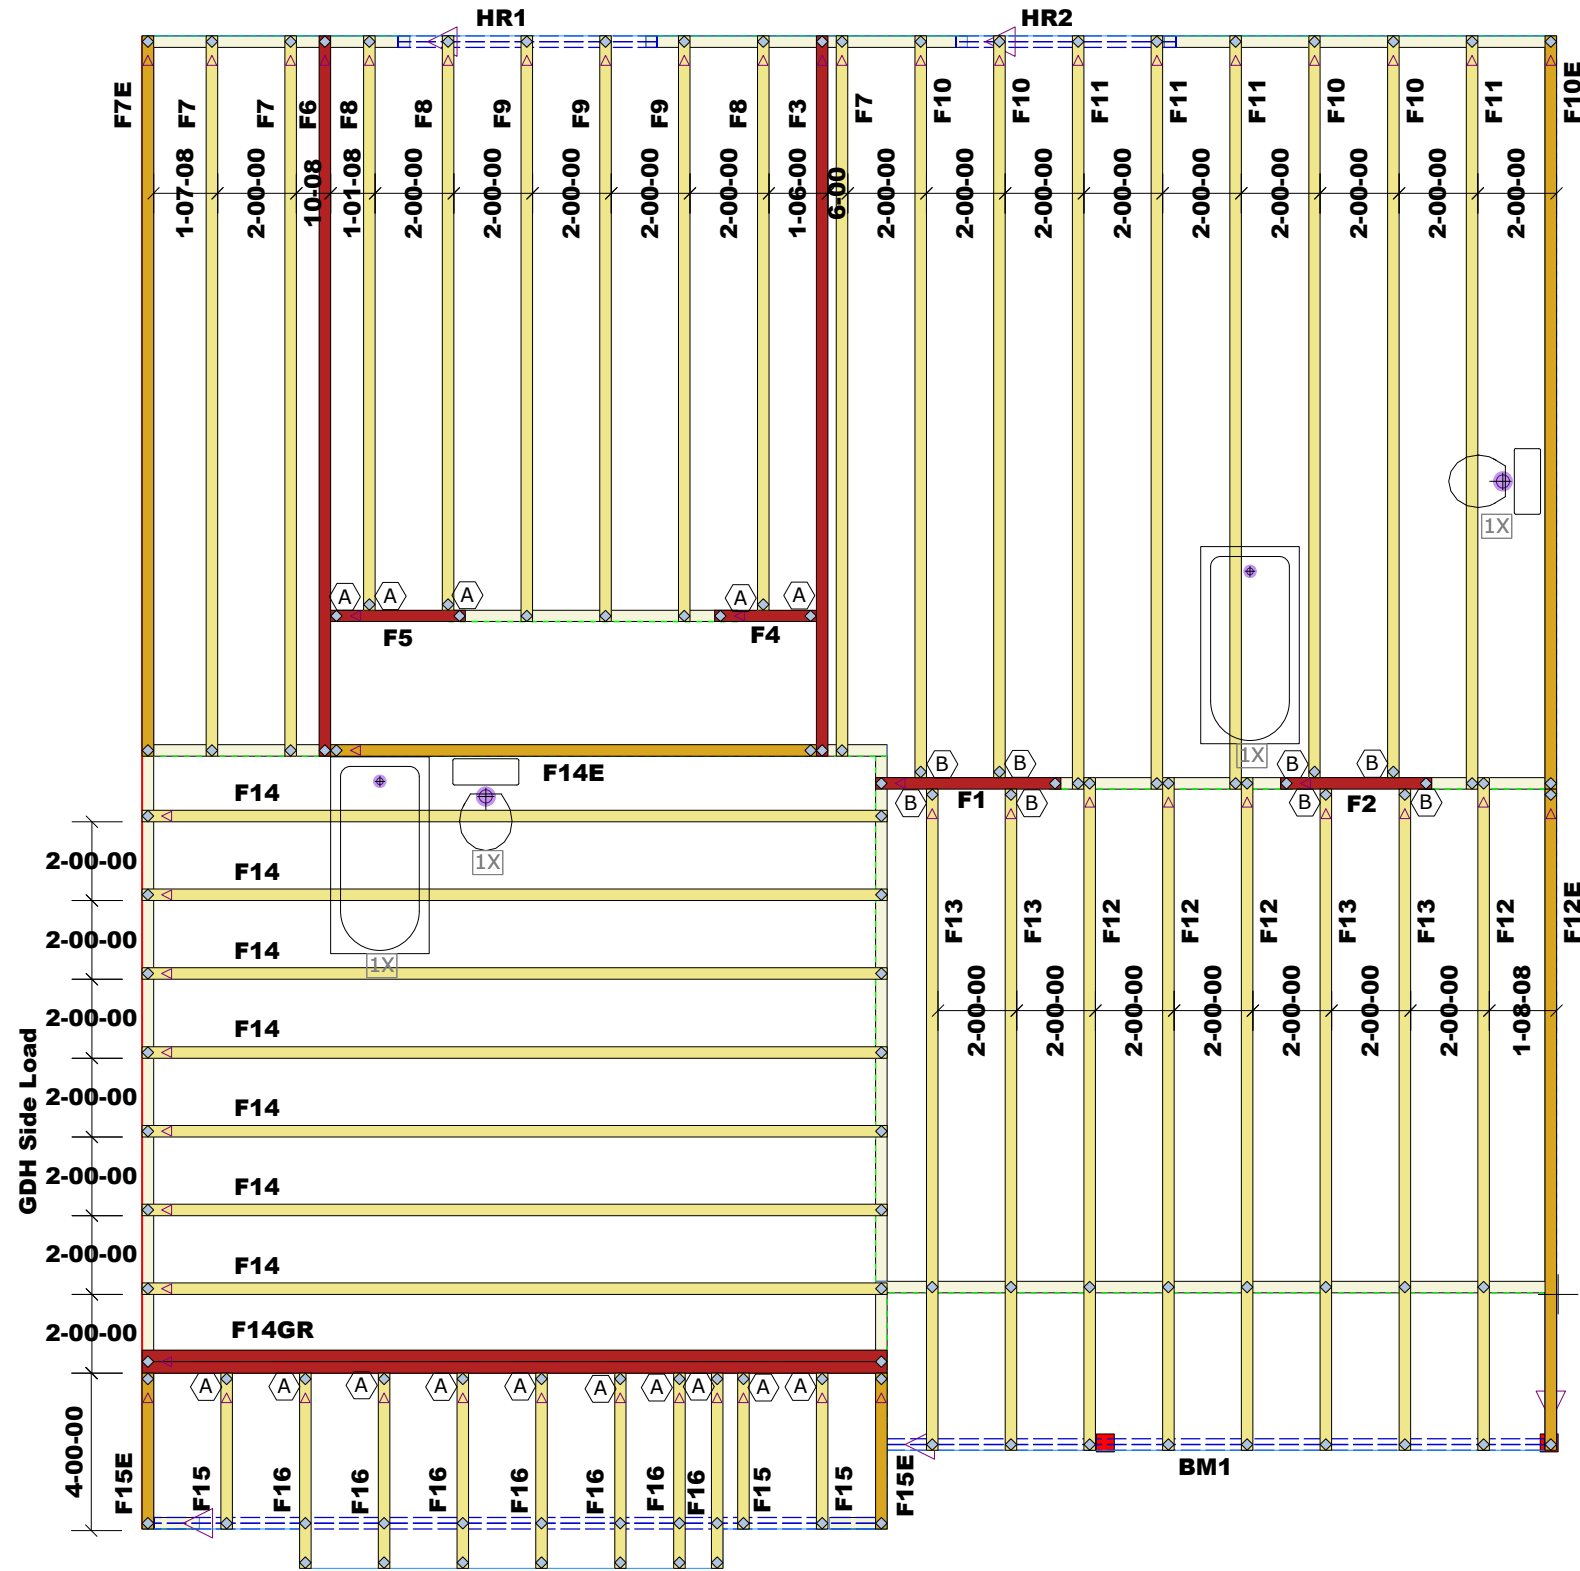 HR1
HR2
F7E
F7
F7
F6
F8
F8
F9
F9
F9
F8
F3
F7
F10
F10
F11
F11
F11
F10
F10
F11
F10E
1-07-08
2-00-00
10-08
1-01-08
2-00-00
2-00-00
2-00-00
2-00-00
2-00-00
1-06-00
6-00
2-00-00
2-00-00
2-00-00
2-00-00
2-00-00
2-00-00
2-00-00
2-00-00
2-00-00
1X
A
A
A
A
A
F5
F4
1X
B
B
B
B
F14E
F1
F2
B
B
B
B
F14
1X
2-00-00
F14
F13
F13
F12
F12
F12
F13
F13
F12
F12E
2-00-00
F14
1X
2-00-00
2-00-00
2-00-00
2-00-00
2-00-00
2-00-00
2-00-00
1-08-08
2-00-00
F14
2-00-00
F14
GDH Side Load
2-00-00
F14
2-00-00
F14
2-00-00
F14GR
A
A
A
A
A
A
A
A
A
A
4-00-00
F15E
F15
F16
F16
F16
F16
F16
F16
F16
F15
F15
F15E
BM1